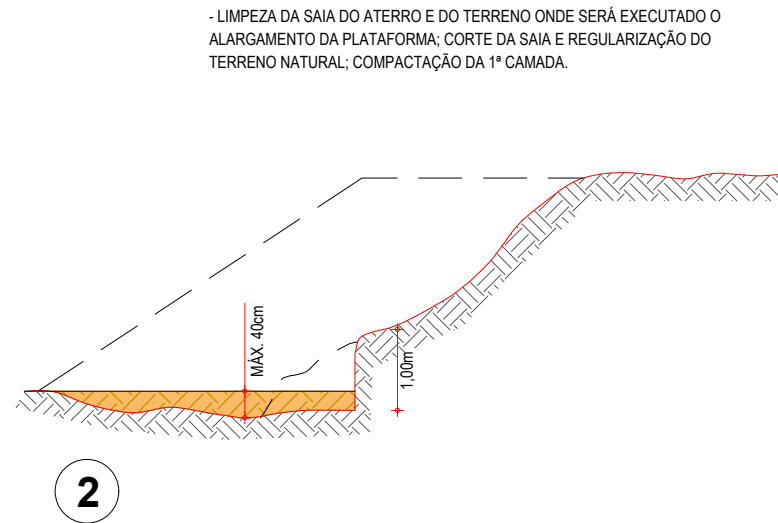 - LIMPEZA DA SAIA DO ATERRO E DO TERRENO ONDE SERÁ EXECUTADO O
ALARGAMENTO DA PLATAFORMA; CORTE DA SAIA E REGULARIZAÇÃO DO
TERRENO NATURAL; COMPACTAÇÃO DA 1ª CAMADA.
MÁX. 40cm
1,00m
2